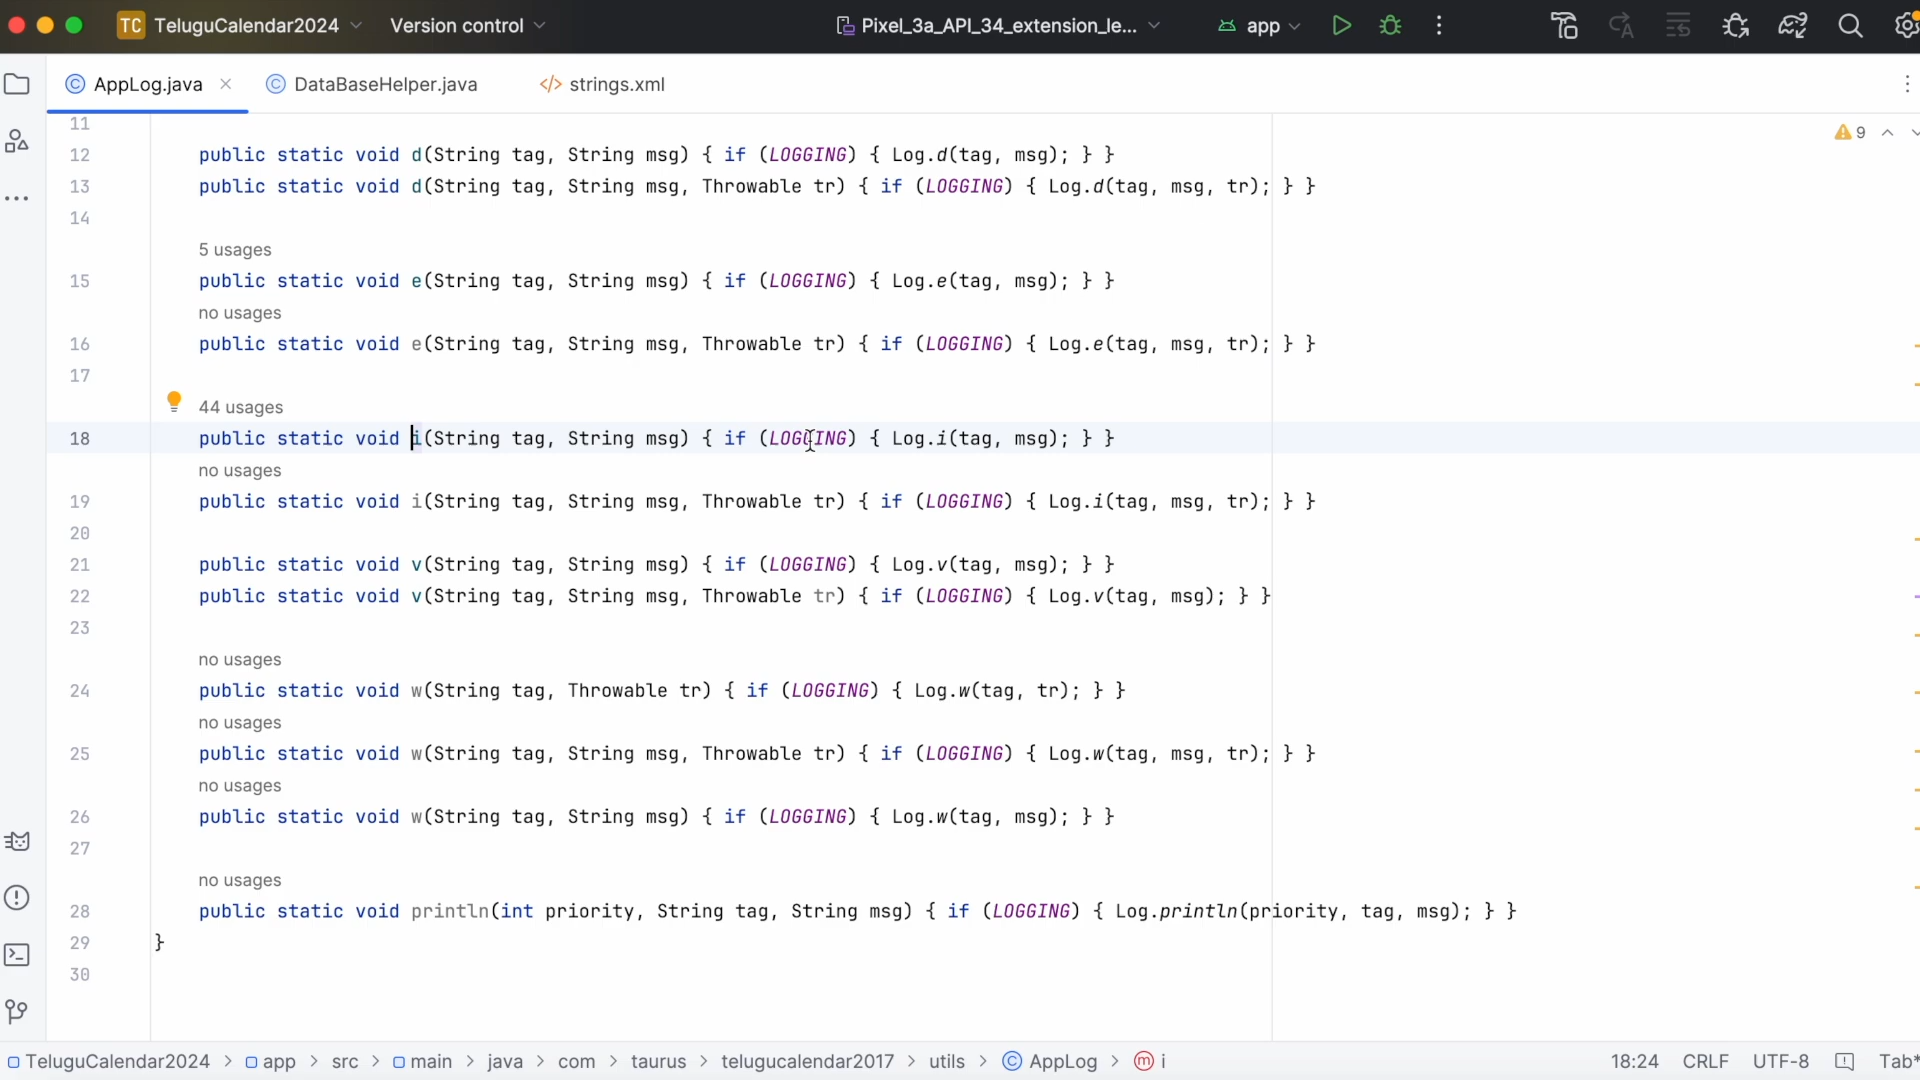 TC TeluguCalendar2024 Version control Pixel_3a_API_34_extension_le... app
AppLog.java DataBaseHelper.java </> strings.xml
11
9
12 public static void d(String tag, String msg) { if (LOGGING) { Log.d(tag, msg); } }
13 public static void d(String tag, String msg, Throwable tr) { if (LOGGING) { Log.d(tag, msg, tr); } }
14
5 usages
15 public static void e(String tag, String msg) { if (LOGGING) { Log.e(tag, msg); } }
no usages
16 public static void e(String tag, String msg, Throwable tr) { if (LOGGING) { Log.e(tag, msg, tr); } }
17
44 usages
18 public static void i(String tag, String msg) { if (LOGGING) { Log.i(tag, msg); } }
no usages
19 public static void i(String tag, String msg, Throwable tr) { if (LOGGING) { Log.i(tag, msg, tr); } }
20
21 public static void v(String tag, String msg) { if (LOGGING) { Log.v(tag, msg); } }
22 public static void v(String tag, String msg, Throwable tr) { if (LOGGING) { Log.v(tag, msg); } }
23
no usages
24 public static void w(String tag, Throwable tr) { if (LOGGING) { Log.w(tag, tr); } }
no usages
25 public static void w(String tag, String msg, Throwable tr) { if (LOGGING) { Log.w(tag, msg, tr); } }
no usages
26 public static void w(String tag, String msg) { if (LOGGING) { Log.w(tag, msg); } }
27
no usages
28 public static void println(int priority, String tag, String msg) { if (LOGGING) { Log.println(priority, tag, msg); } }
29 }
30
TeluguCalendar2024 > app > src > main > java > com > taurus > telugucalendar2017 > utils > AppLog > i 18:24 CRLF UTF-8 Tab*